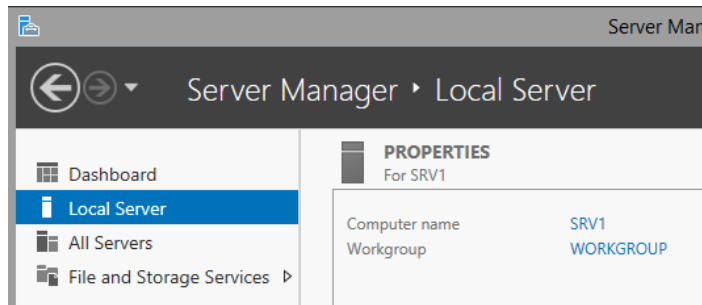 Server Man
Server Manager ‣ Local Server
Dashboard
Local Server
All Servers
File and Storage Services
PROPERTIES
For SRV1
Computer name SRV1
Workgroup WORKGROUP